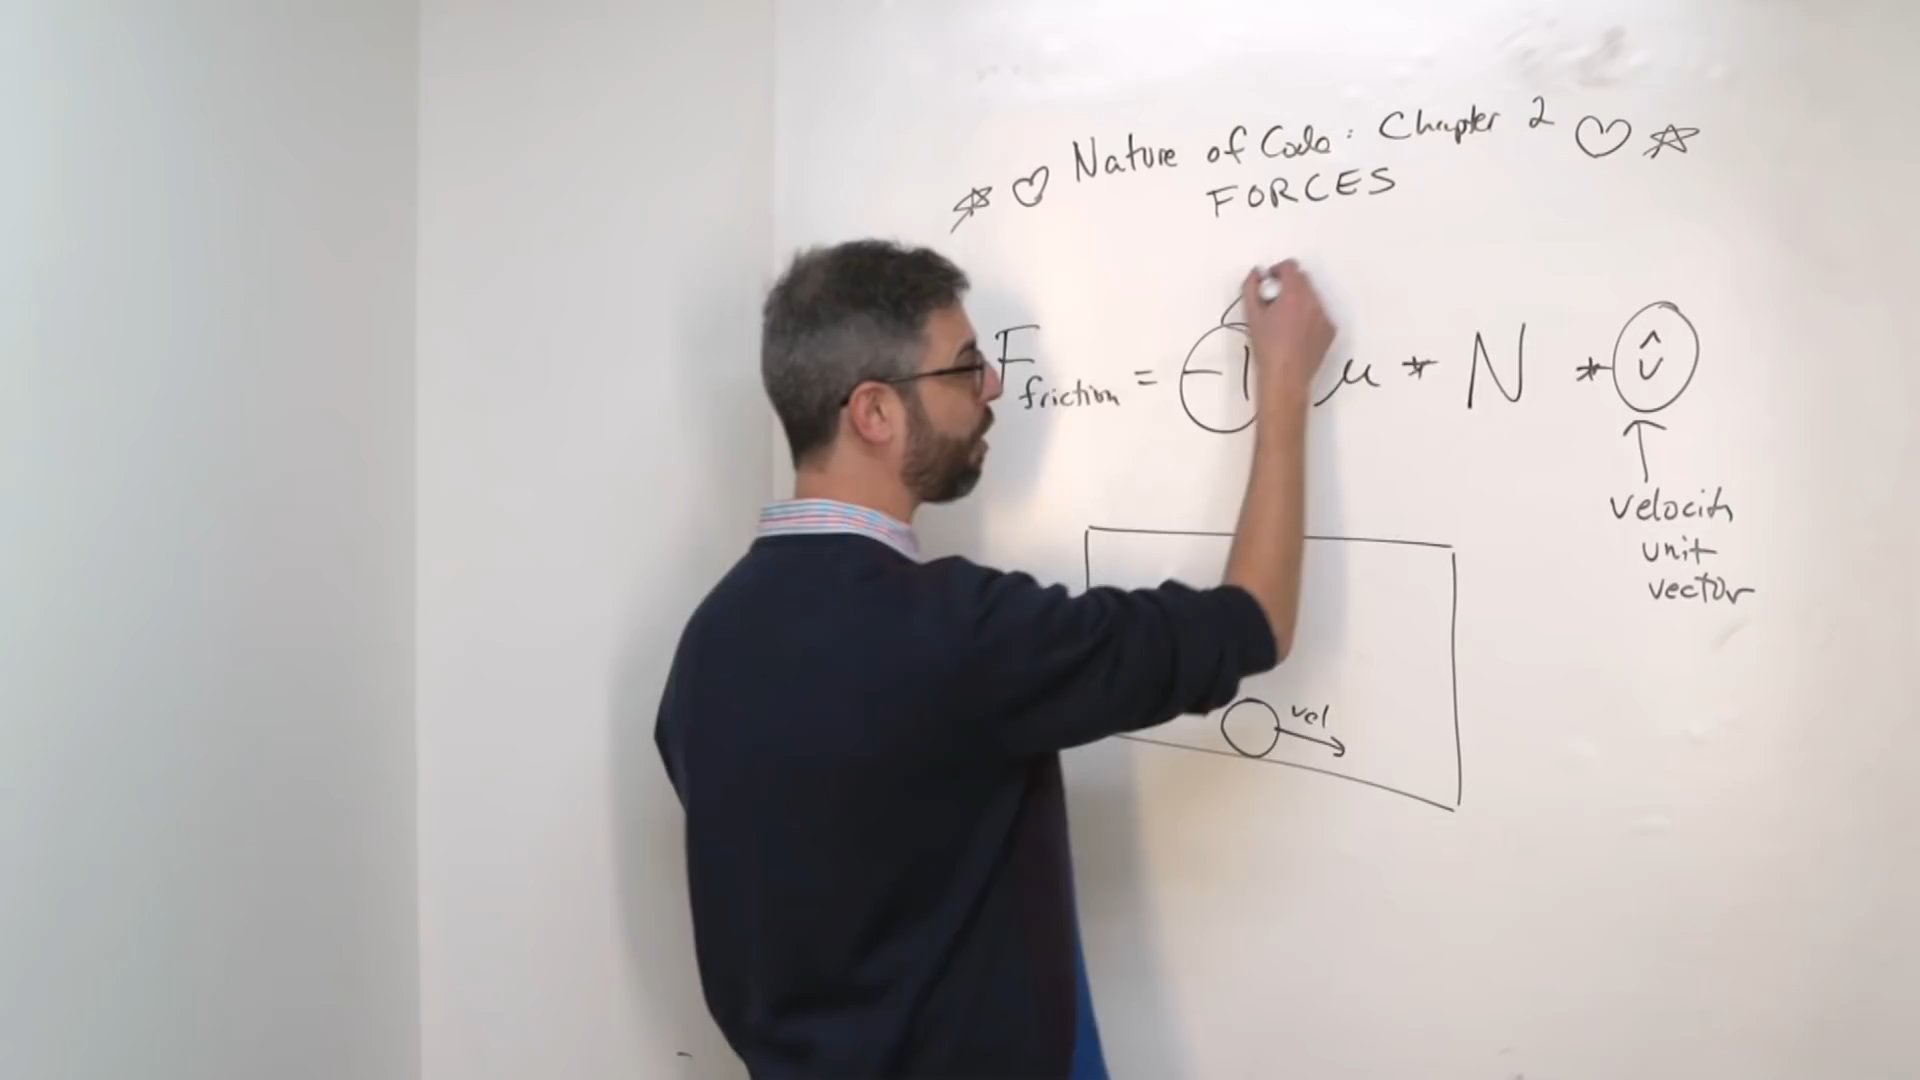 Nature of Code: Chapter 2
FORCES
F friction = -1 μ * N * v̂
velocity
unit
vector
vel